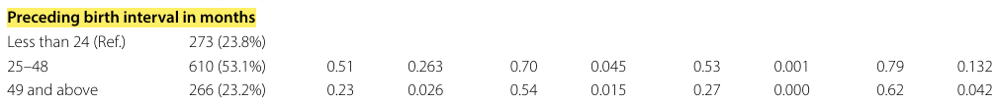 Preceding birth interval in months
Less than 24 (Ref.) 273 (23.8%)
25–48 610 (53.1%) 0.51 0.263 0.70 0.045 0.53 0.001 0.79 0.132
49 and above 266 (23.2%) 0.23 0.026 0.54 0.015 0.27 0.000 0.62 0.042